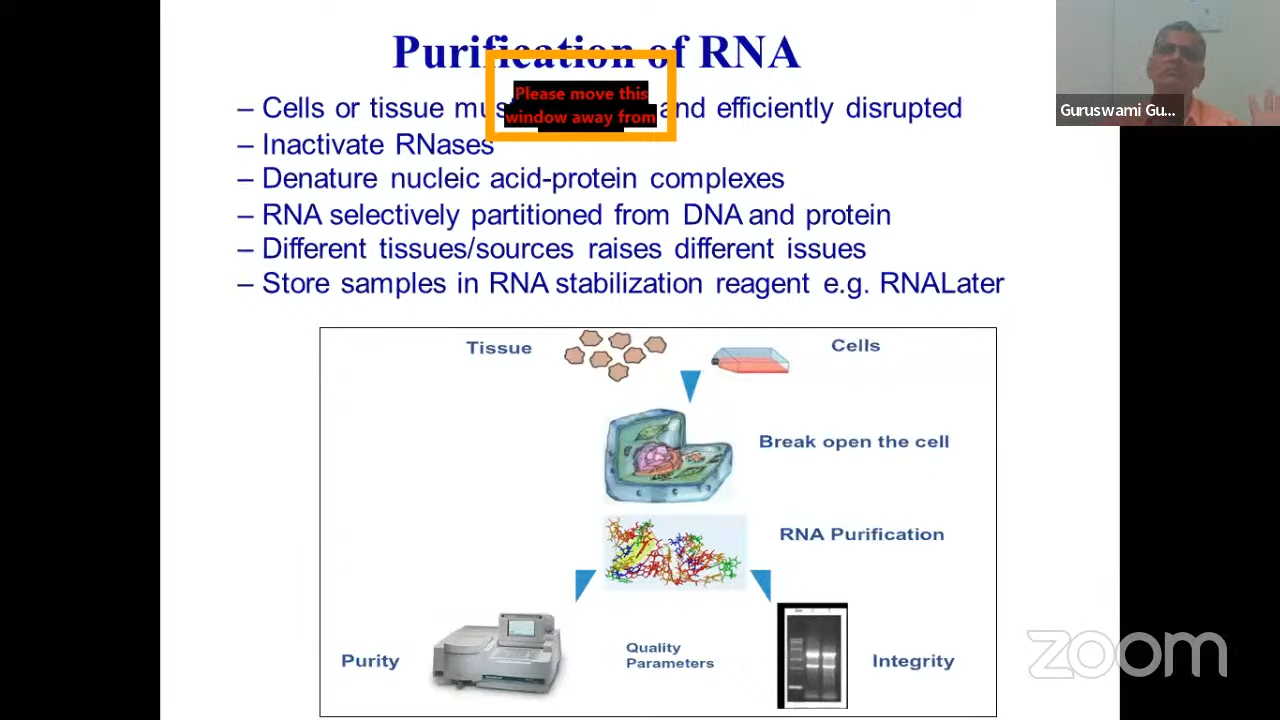 Purification of RNA
Please move this
window away from
– Cells or tissue must and efficiently disrupted
– Inactivate RNases
– Denature nucleic acid-protein complexes
– RNA selectively partitioned from DNA and protein
– Different tissues/sources raises different issues
– Store samples in RNA stabilization reagent e.g. RNALater
Guruswami Gu...
Tissue
Cells
Break open the cell
RNA Purification
Purity
Quality
Parameters
Integrity
zoom